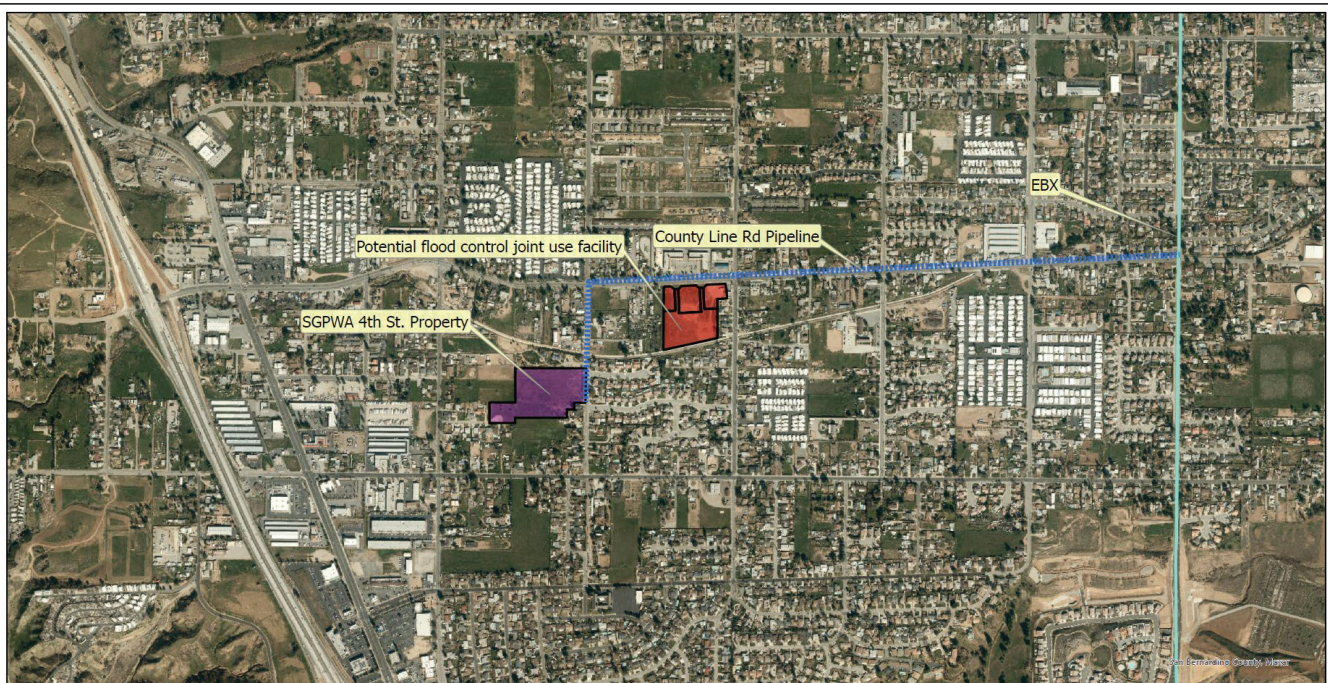 EBX
County Line Rd Pipeline
Potential flood control joint use facility
SGPWA 4th St. Property
San Bernardino County, Maxar